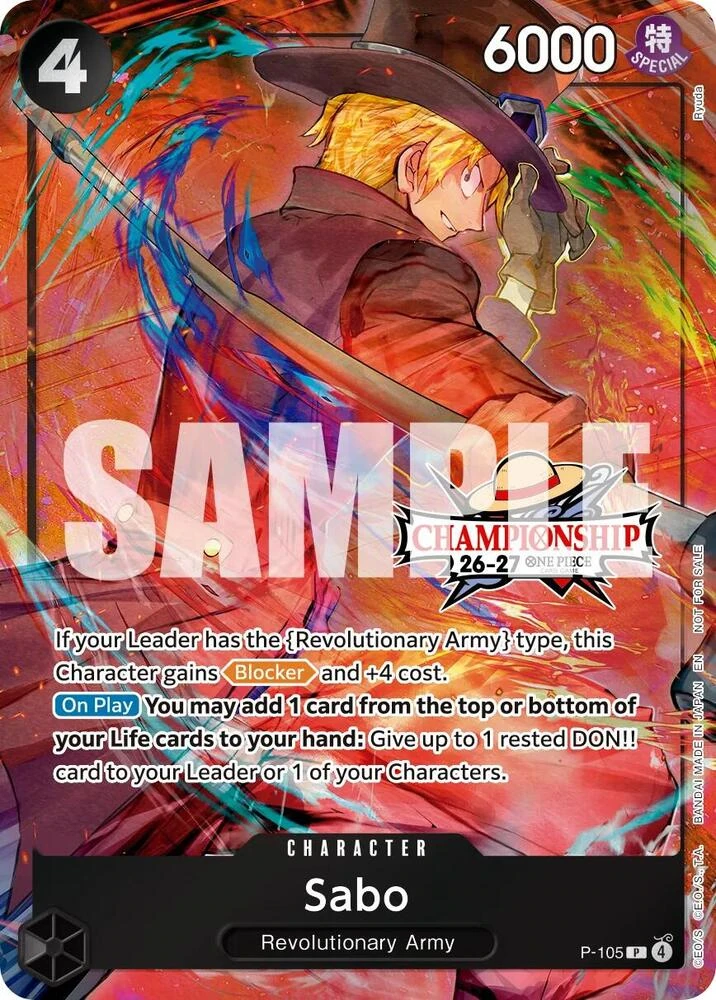 4
6000
特
SPECIAL
Ryuda
SAMPLE
CHAMPIONSHIP
26-27 ONE PIECE
CARD GAME
If your Leader has the {Revolutionary Army} type, this
Character gains Blocker and +4 cost.
On Play You may add 1 card from the top or bottom of
your Life cards to your hand: Give up to 1 rested DON!!
card to your Leader or 1 of your Characters.
©E.O/S ©E.O./S., T.A. BANDAI MADE IN JAPAN EN NOT FOR SALE
CHARACTER
Sabo
Revolutionary Army
P-105 P 4